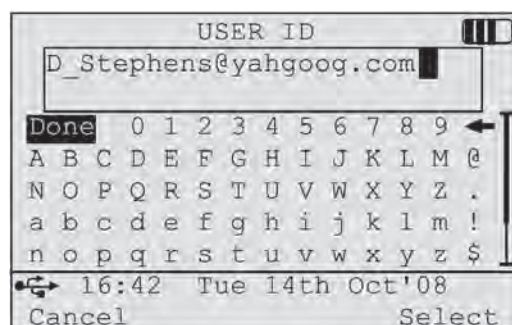 USER ID
D_Stephens@yahgoog.com
Done 0 1 2 3 4 5 6 7 8 9 ←
A B C D E F G H I J K L M @
N O P Q R S T U V W X Y Z .
a b c d e f g h i j k l m !
n o p q r s t u v w x y z $
16:42 Tue 14th Oct'08
Cancel Select